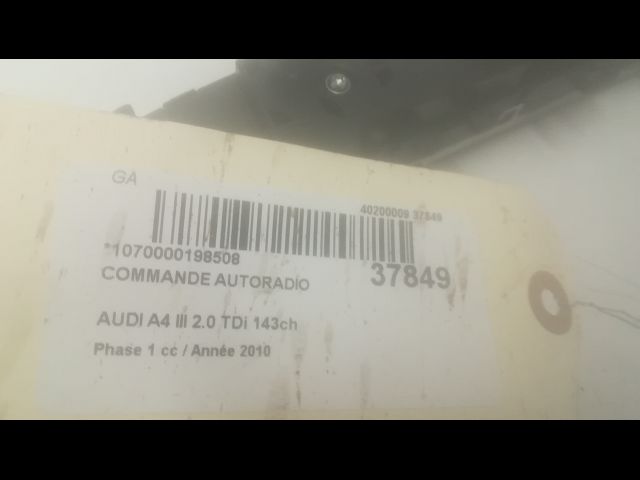 GA
40200009 37849
*1070000198508
37849
COMMANDE AUTORADIO
AUDI A4 III 2.0 TDi 143ch
Phase 1 cc / Année 2010